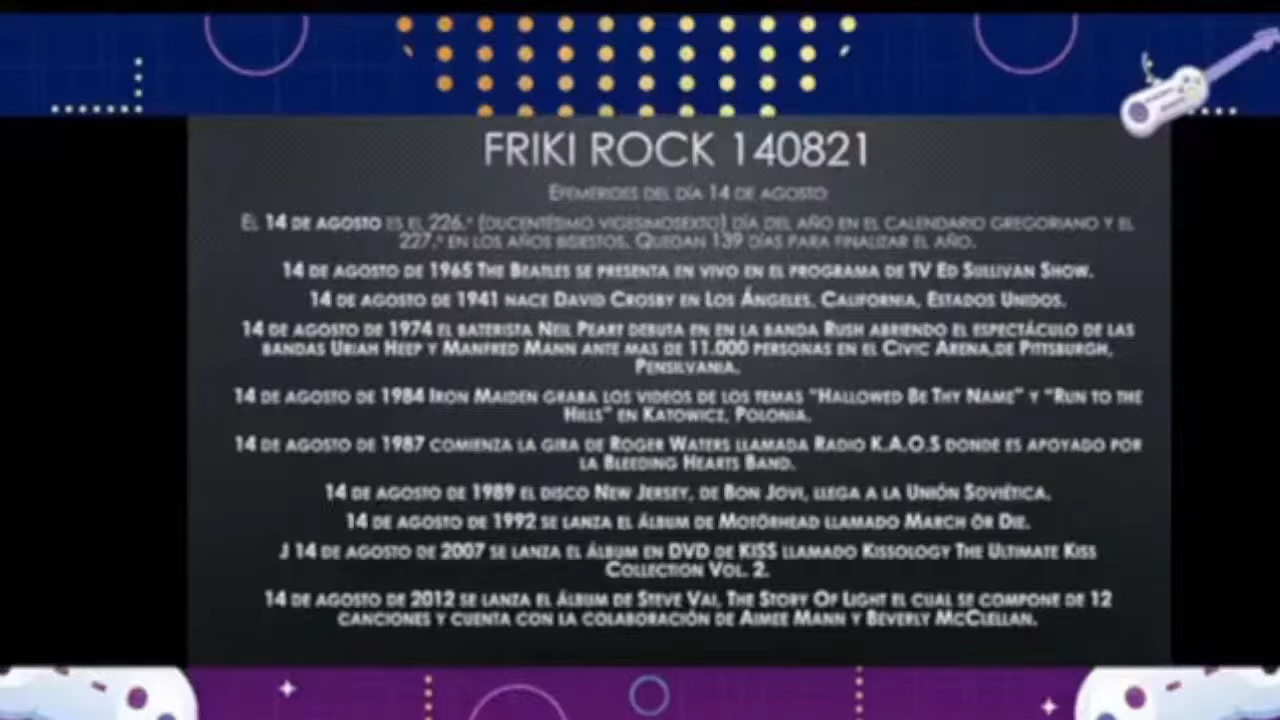 FRIKI ROCK 140821
EFEMERIDES DEL DÍA 14 DE AGOSTO
EL 14 DE AGOSTO ES EL 226.º (DUCENTÉSIMO VIGESIMOSEXTO) DÍA DEL AÑO EN EL CALENDARIO GREGORIANO Y EL
227.º EN LOS AÑOS BISIESTOS. QUEDAN 139 DÍAS PARA FINALIZAR EL AÑO.
14 DE AGOSTO DE 1965 THE BEATLES SE PRESENTA EN VIVO EN EL PROGRAMA DE TV ED SULLIVAN SHOW.
14 DE AGOSTO DE 1941 NACE DAVID CROSBY EN LOS ÁNGELES, CALIFORNIA, ESTADOS UNIDOS.
14 DE AGOSTO DE 1974 EL BATERISTA NEIL PEART DEBUTA EN EN LA BANDA RUSH ABRIENDO EL ESPECTÁCULO DE LAS
BANDAS URIAH HEEP Y MANFRED MANN ANTE MAS DE 11.000 PERSONAS EN EL CIVIC ARENA,DE PITTSBURGH,
PENSILVANIA.
14 DE AGOSTO DE 1984 IRON MAIDEN GRABA LOS VIDEOS DE LOS TEMAS "HALLOWED BE THY NAME" Y "RUN TO THE
HILLS" EN KATOWICZ, POLONIA.
14 DE AGOSTO DE 1987 COMIENZA LA GIRA DE ROGER WATERS LLAMADA RADIO K.A.O.S DONDE ES APOYADO POR
LA BLEEDING HEARTS BAND.
14 DE AGOSTO DE 1989 EL DISCO NEW JERSEY, DE BON JOVI, LLEGA A LA UNIÓN SOVIÉTICA.
14 DE AGOSTO DE 1992 SE LANZA EL ÁLBUM DE MOTÖRHEAD LLAMADO MARCH ÖR DIE.
J 14 DE AGOSTO DE 2007 SE LANZA EL ÁLBUM EN DVD DE KISS LLAMADO KISSOLOGY THE ULTIMATE KISS
COLLECTION VOL. 2.
14 DE AGOSTO DE 2012 SE LANZA EL ÁLBUM DE STEVE VAI, THE STORY OF LIGHT EL CUAL SE COMPONE DE 12
CANCIONES Y CUENTA CON LA COLABORACIÓN DE AIMEE MANN Y BEVERLY MCCLELLAN.